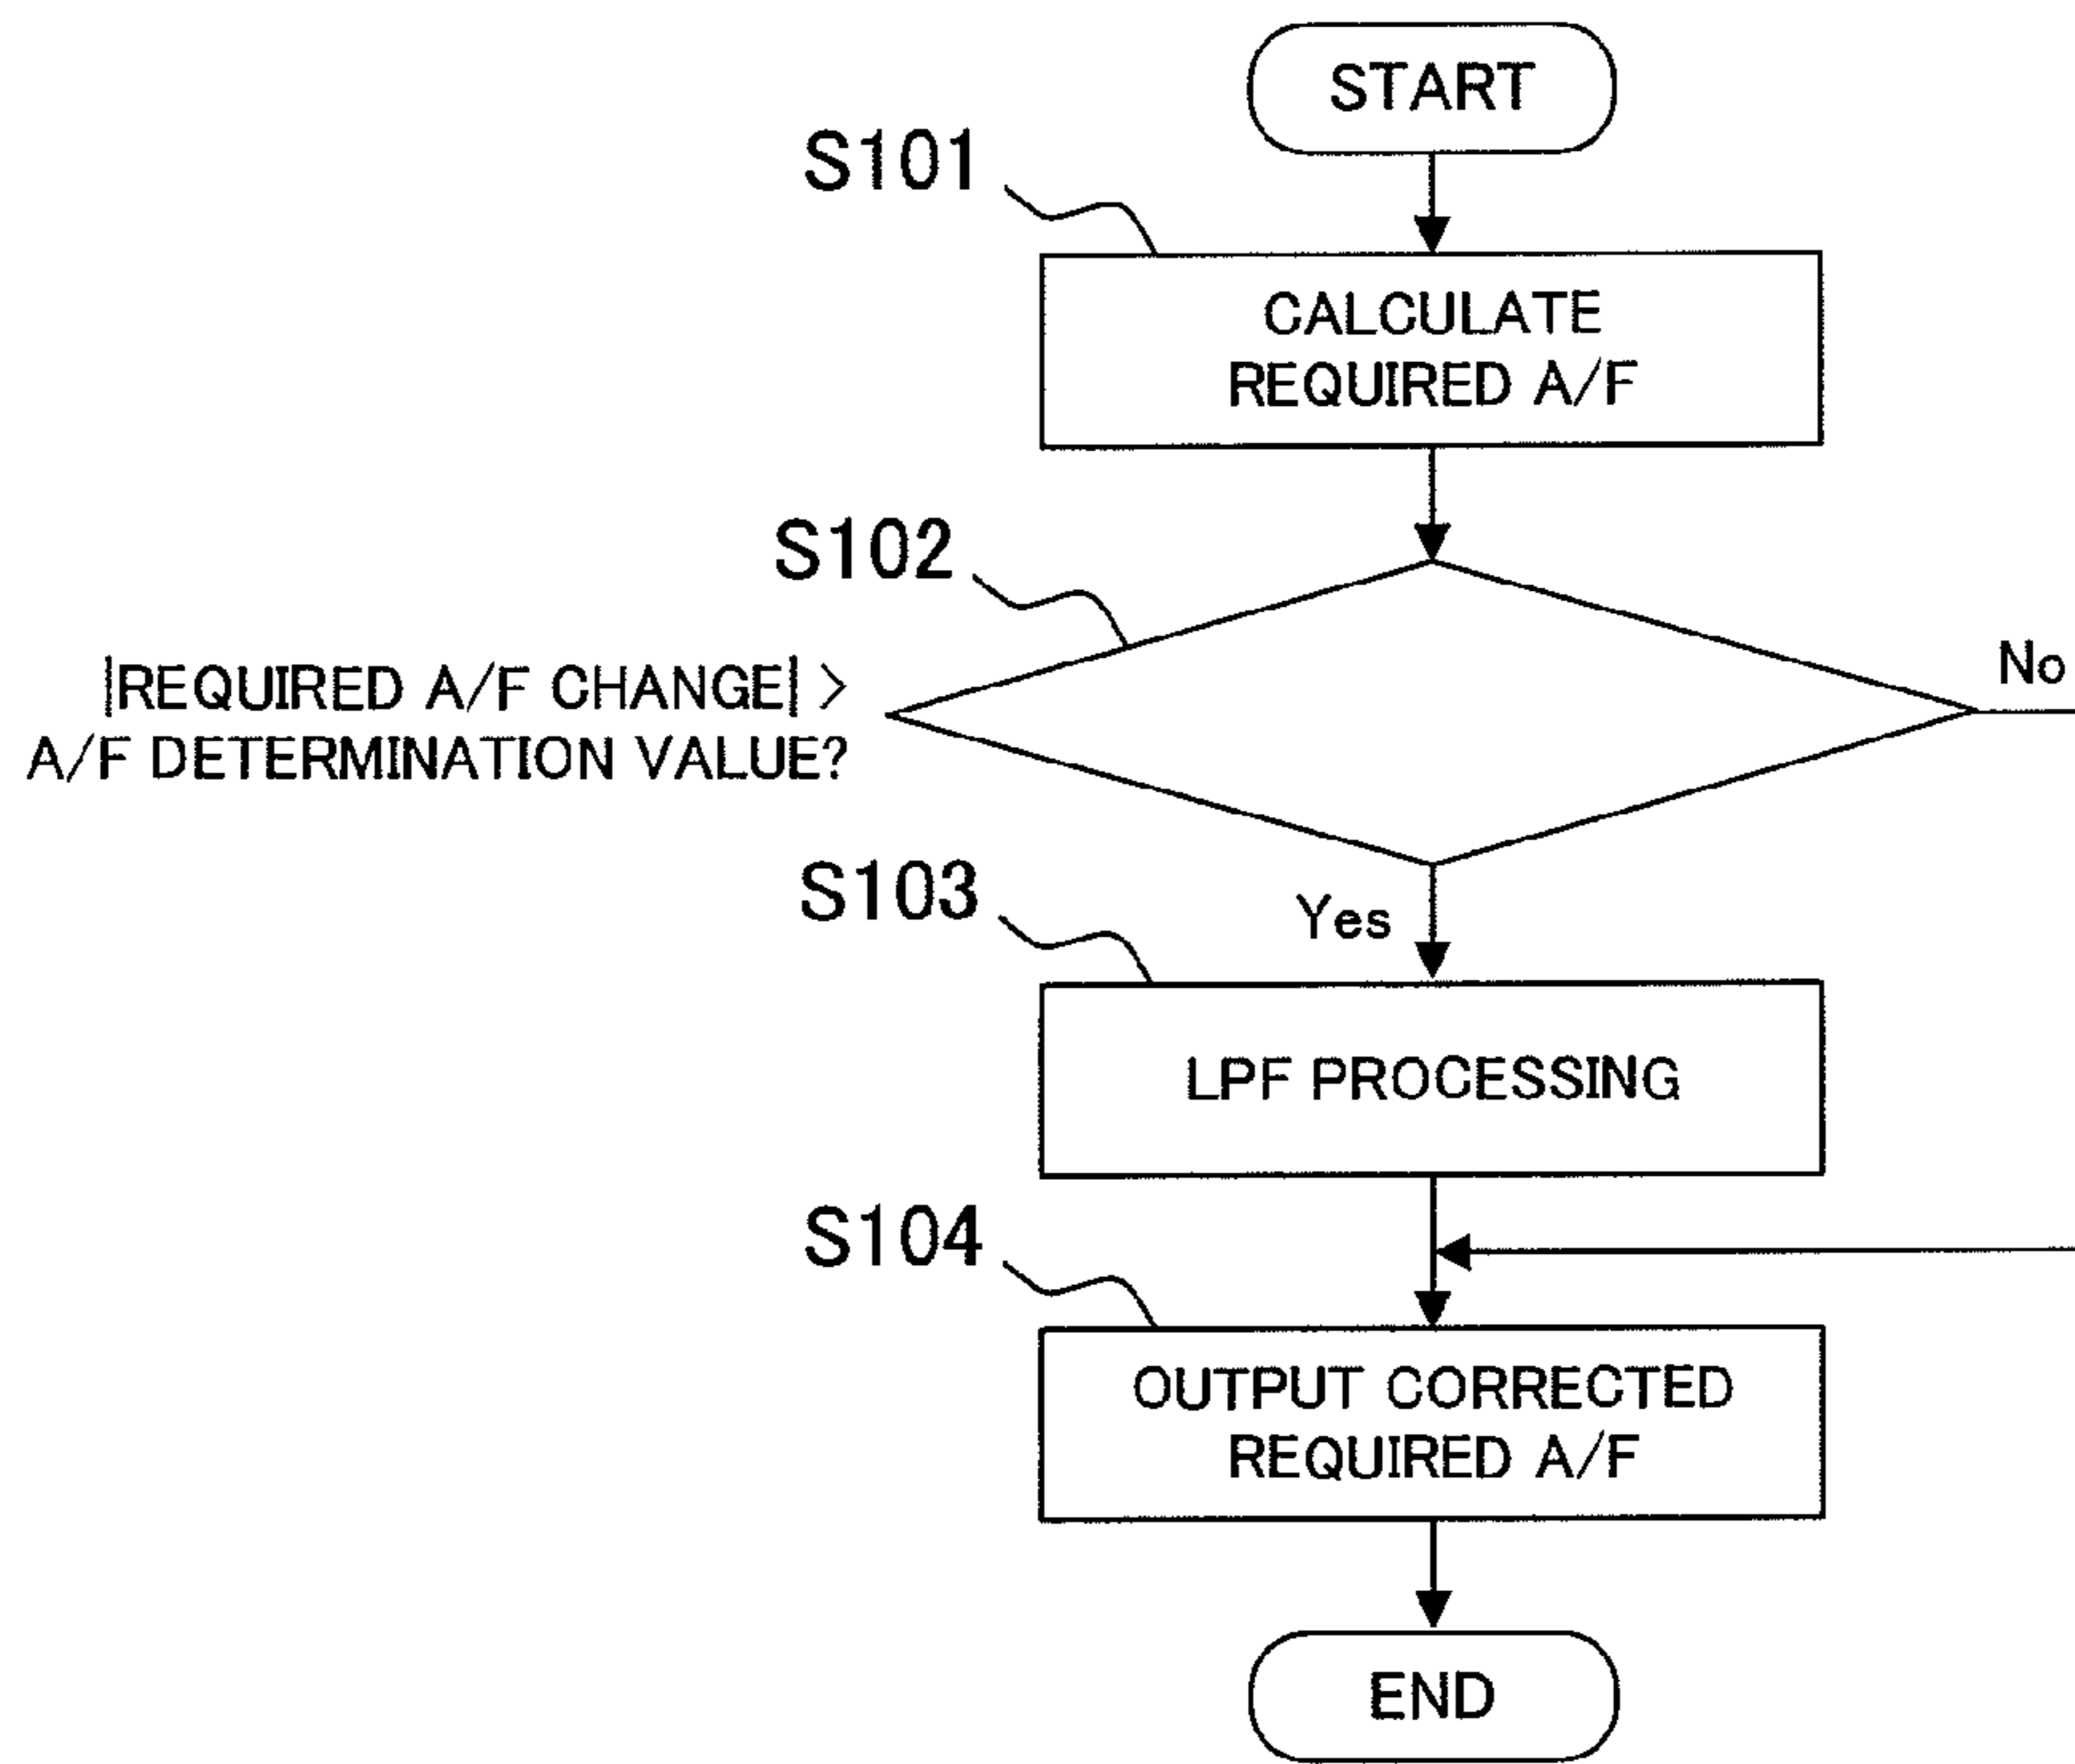 START
S101
CALCULATE
REQUIRED A/F
S102
|REQUIRED A/F CHANGE| >
A/F DETERMINATION VALUE?
No
S103
Yes
LPF PROCESSING
S104
OUTPUT CORRECTED
REQUIRED A/F
END